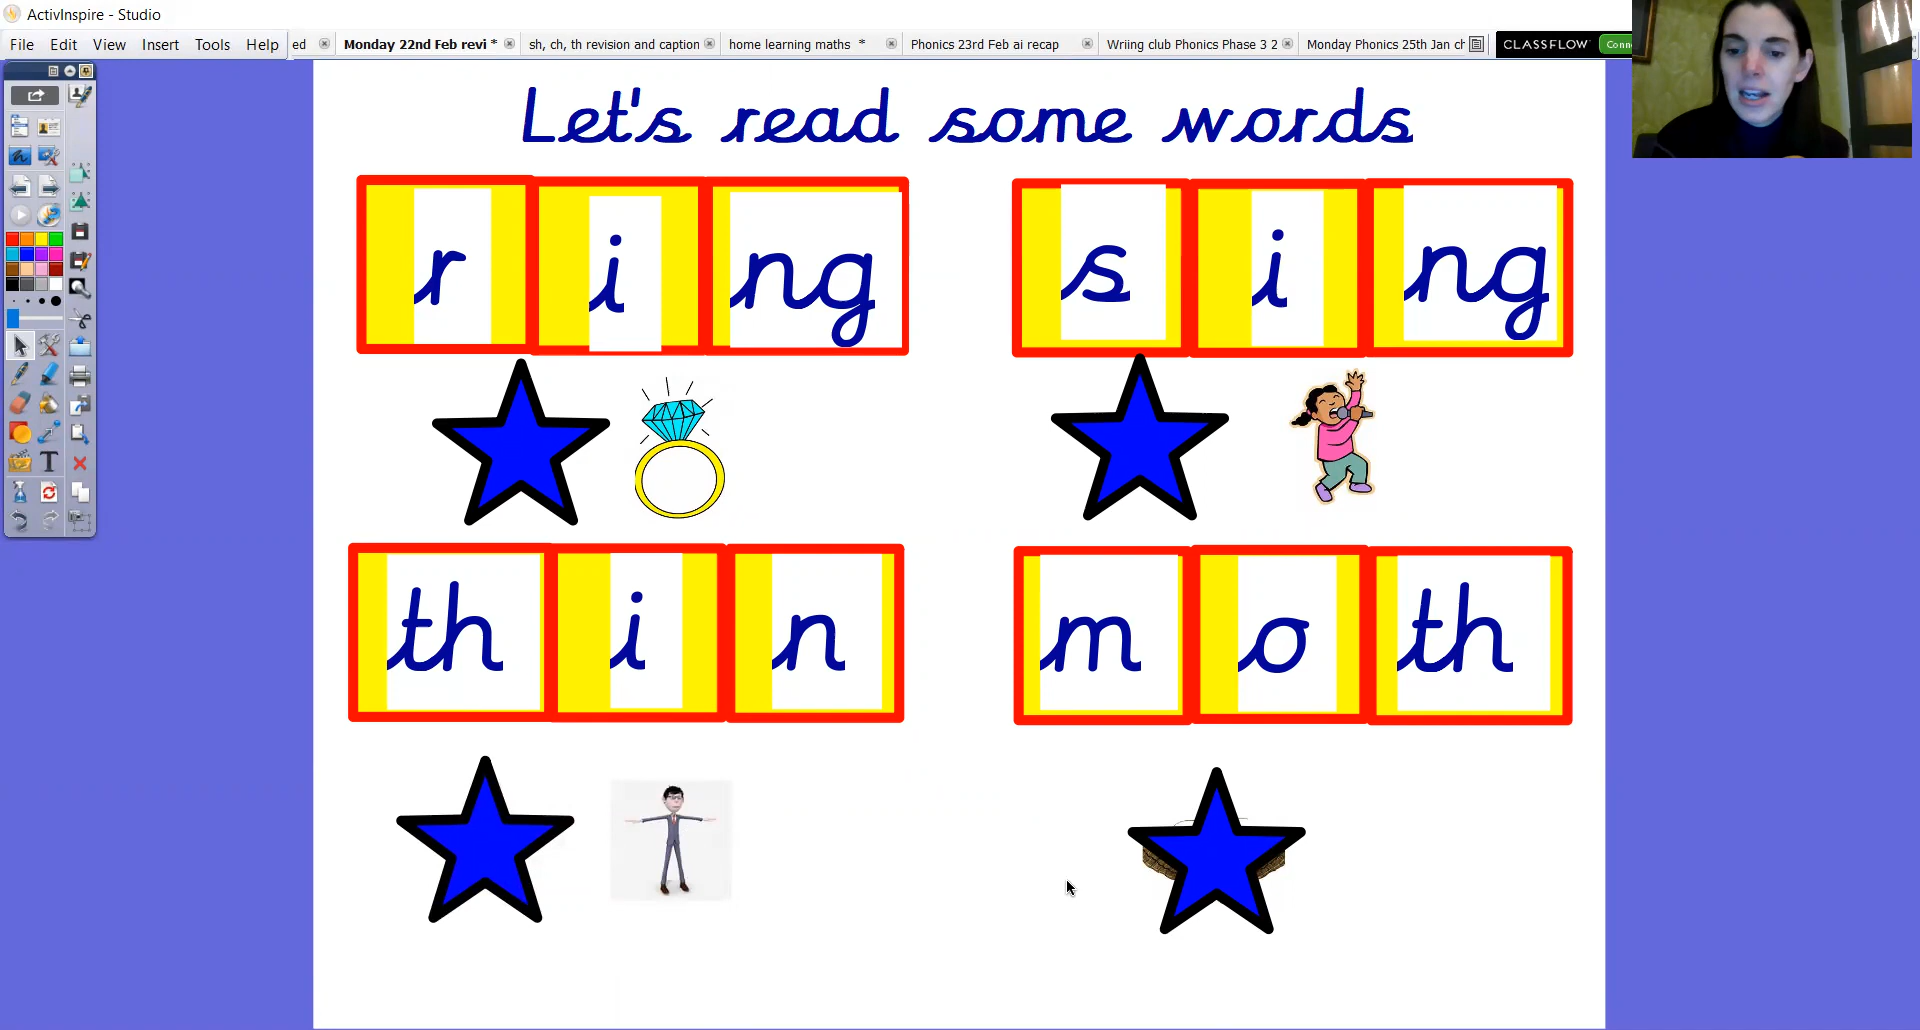 ActivInspire - Studio
File Edit View Insert Tools Help
ed Monday 22nd Feb revi * sh, ch, th revision and caption home learning maths * Phonics 23rd Feb ai recap Wriing club Phonics Phase 3 2 Monday Phonics 25th Jan ch CLASSFLOW Conn
Let's read some words
r i ng
s i ng
th i n
m o th